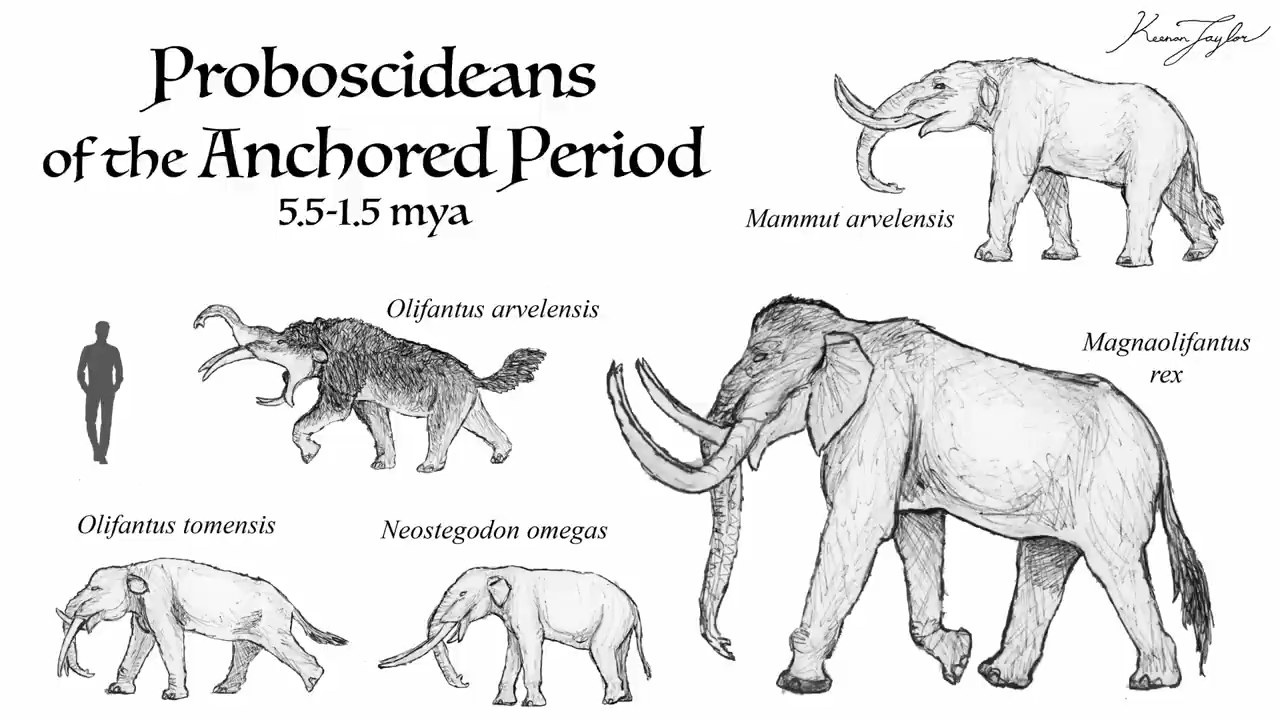 Keenan Taylor
Proboscideans
of the Anchored Period
5.5-1.5 mya
Mammut arvelensis
Olifantus arvelensis
Magnaolifantus
rex
Olifantus tomensis
Neostegodon omegas